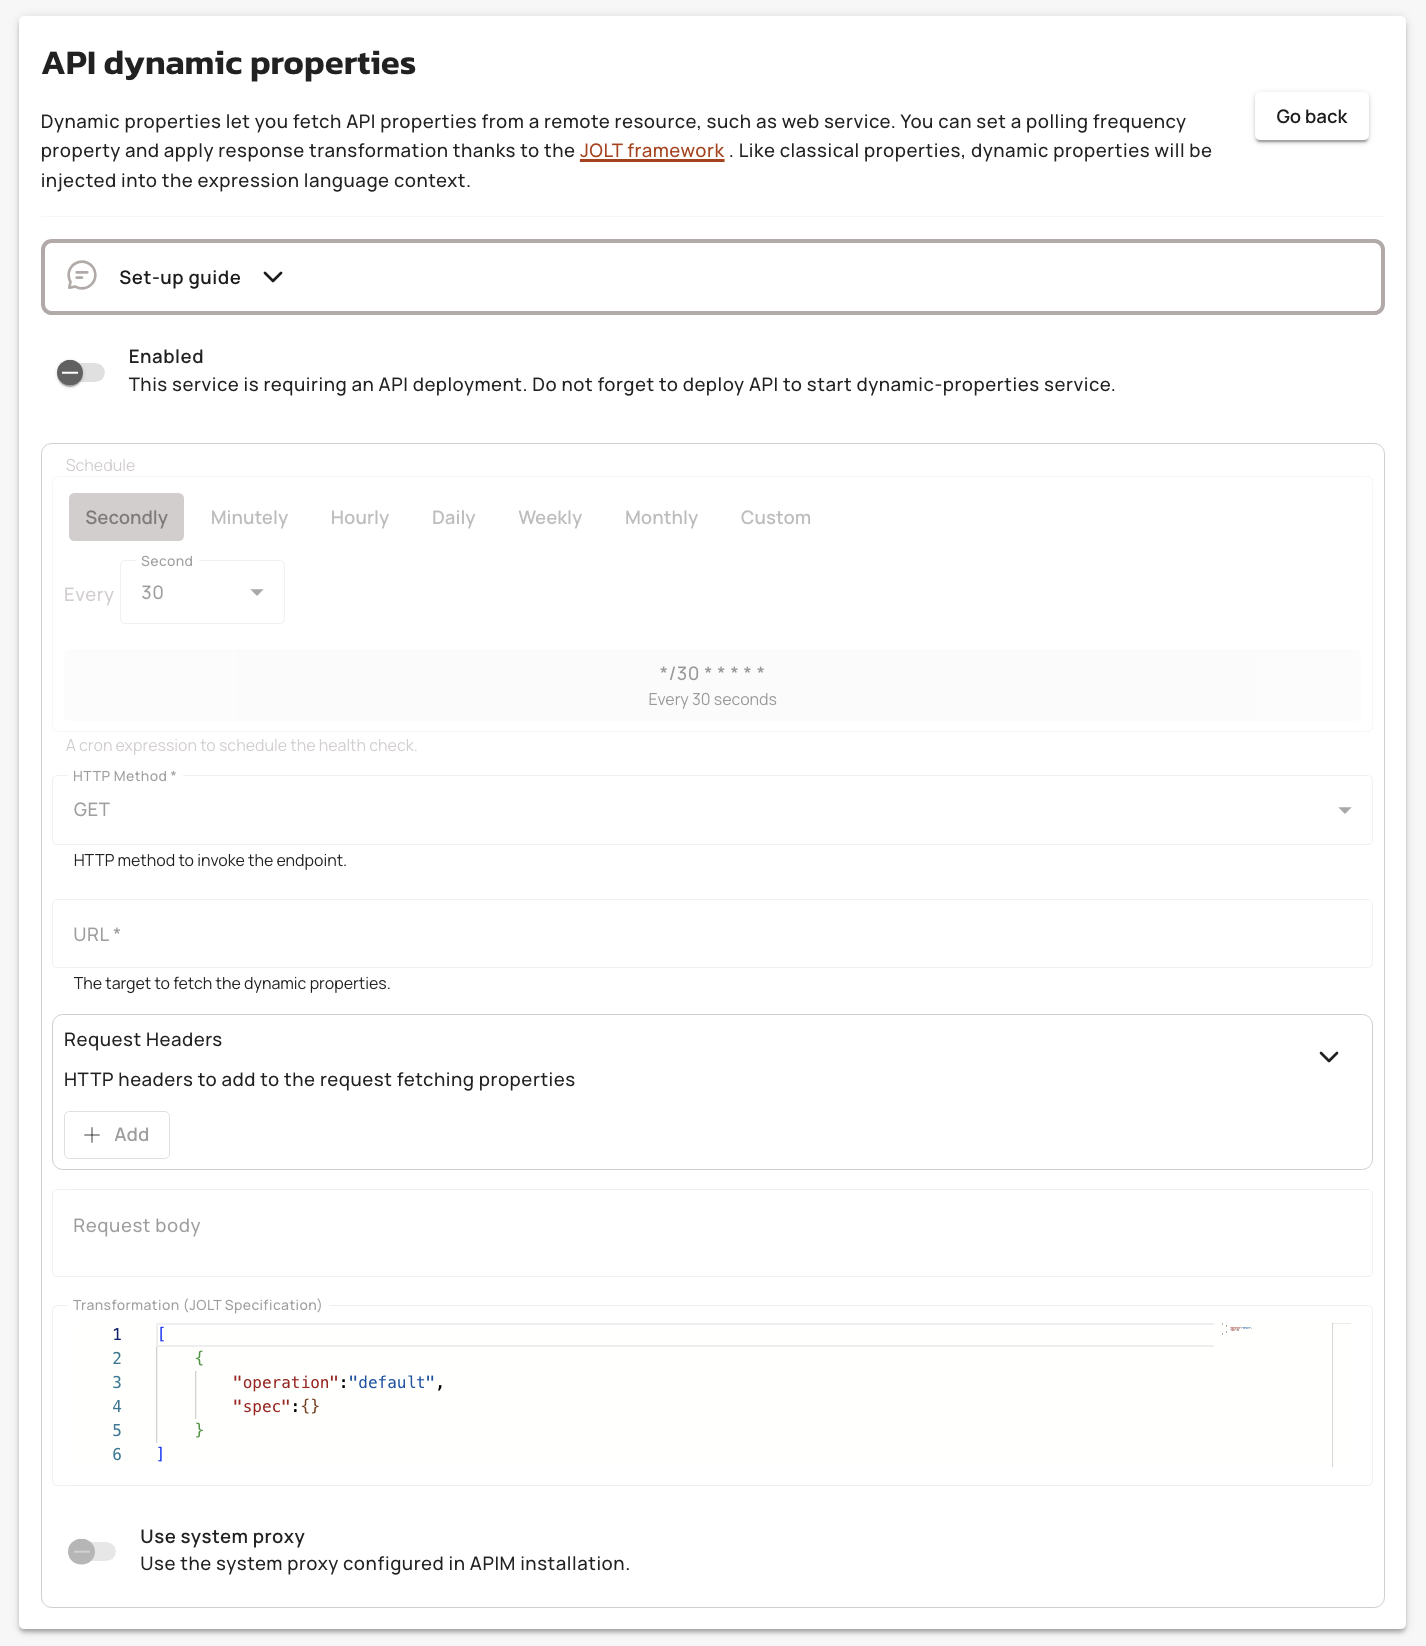 API dynamic properties
Dynamic properties let you fetch API properties from a remote resource, such as web service. You can set a polling frequency
property and apply response transformation thanks to the JOLT framework . Like classical properties, dynamic properties will be
injected into the expression language context.
Go back
Set-up guide
Enabled
This service is requiring an API deployment. Do not forget to deploy API to start dynamic-properties service.
Schedule
Secondly Minutely Hourly Daily Weekly Monthly Custom
Second
Every 30
*/30 * * * * *
Every 30 seconds
A cron expression to schedule the health check.
HTTP Method *
GET
HTTP method to invoke the endpoint.
URL *
The target to fetch the dynamic properties.
Request Headers
HTTP headers to add to the request fetching properties
Add
Request body
Transformation (JOLT Specification)
1 [
2 {
3 "operation":"default",
4 "spec":{}
5 }
6 ]
Use system proxy
Use the system proxy configured in APIM installation.